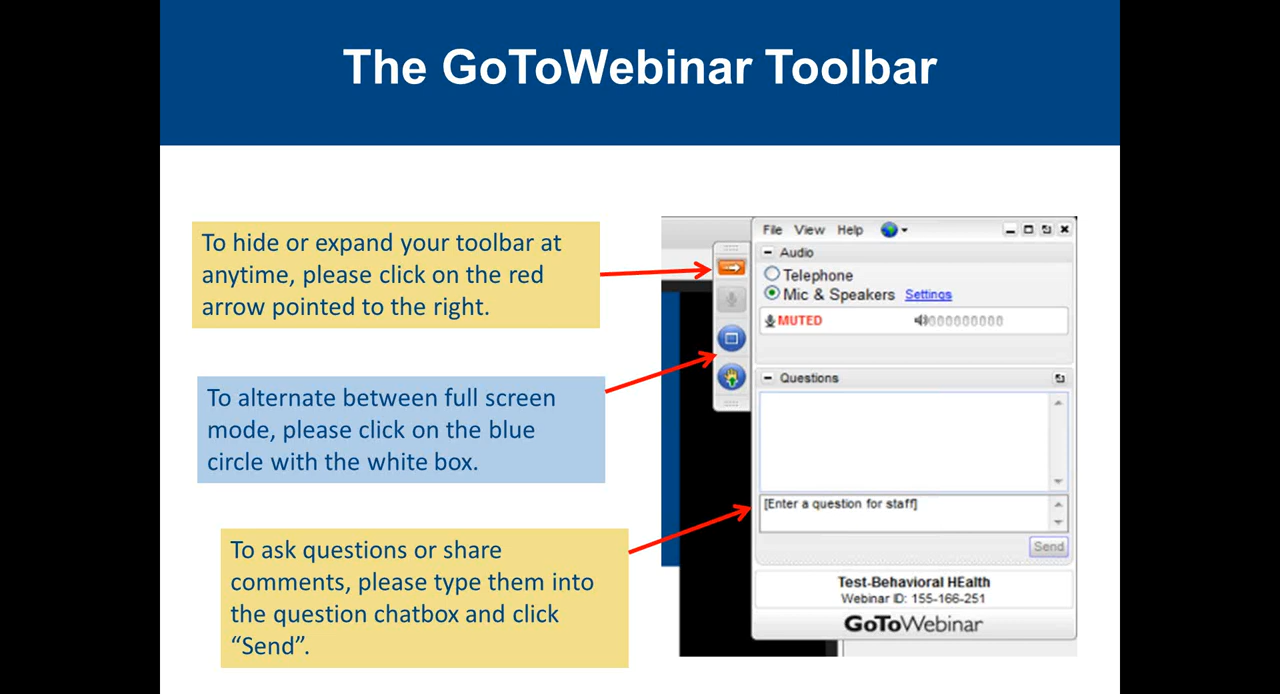 The GoToWebinar Toolbar
To hide or expand your toolbar at
anytime, please click on the red
arrow pointed to the right.
To alternate between full screen
mode, please click on the blue
circle with the white box.
To ask questions or share
comments, please type them into
the question chatbox and click
“Send”.
File View Help
Audio
Telephone
Mic & Speakers Settings
MUTED
Questions
[Enter a question for staff]
Send
Test-Behavioral HEalth
Webinar ID: 155-166-251
GoToWebinar